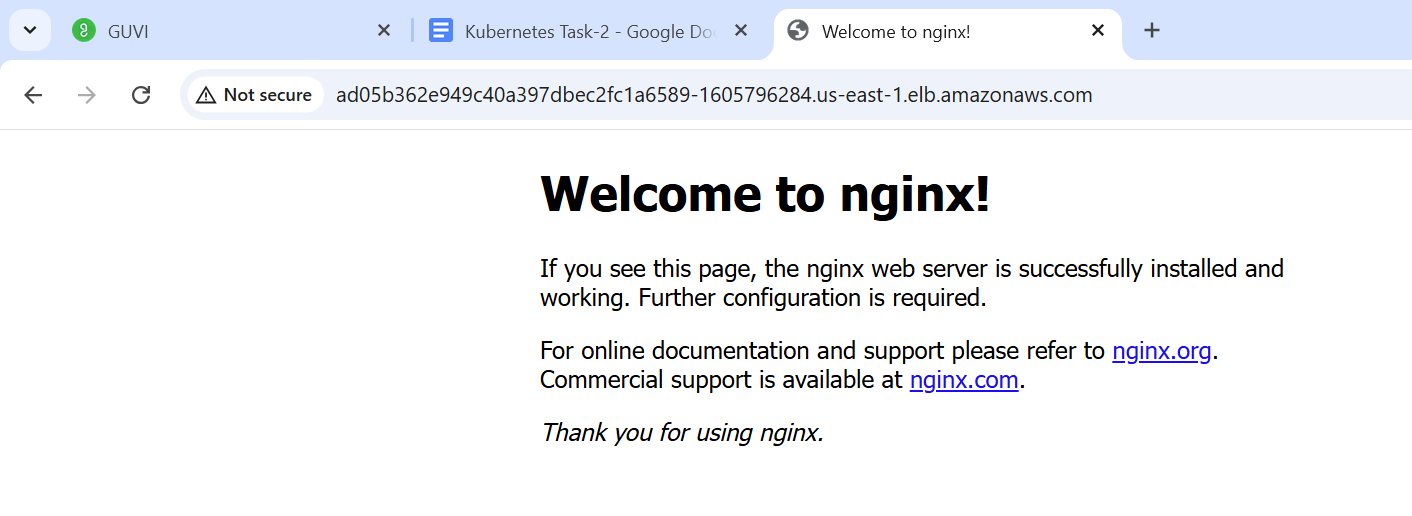 GUVI
Kubernetes Task-2 - Google Do
Welcome to nginx!
Not secure
ad05b362e949c40a397dbec2fc1a6589-1605796284.us-east-1.elb.amazonaws.com
Welcome to nginx!
If you see this page, the nginx web server is successfully installed and
working. Further configuration is required.
For online documentation and support please refer to nginx.org.
Commercial support is available at nginx.com.
Thank you for using nginx.